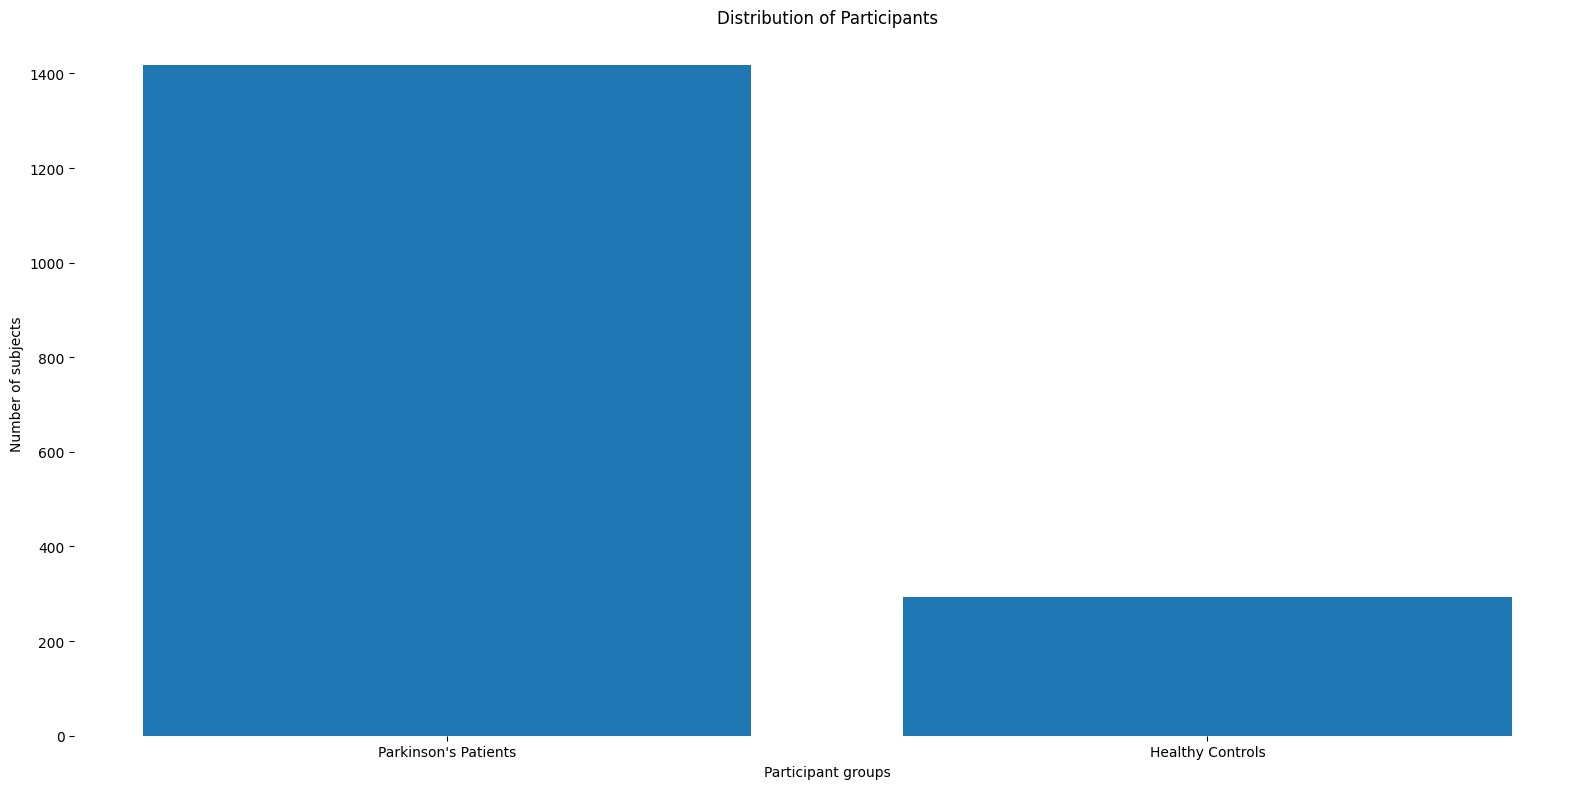 Distribution of Participants
1400
1200
1000
800
600
400
200
0
Number of subjects
Parkinson's Patients
Healthy Controls
Participant groups